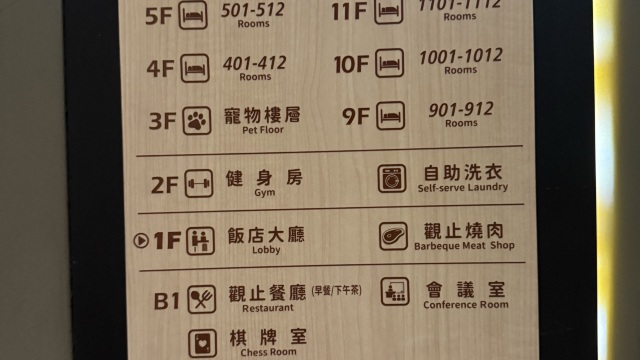 5F 501-512 11F 1101-1112
Rooms Rooms
4F 401-412 10F 1001-1012
Rooms Rooms
3F 寵物樓層 9F 901-912
Pet Floor Rooms
2F 健身房 自助洗衣
Gym Self-serve Laundry
1F 飯店大廳 觀止燒肉
Lobby Barbeque Meat Shop
B1 觀止餐廳 (早餐/下午茶) 會議室
Restaurant Conference Room
棋牌室
Chess Room